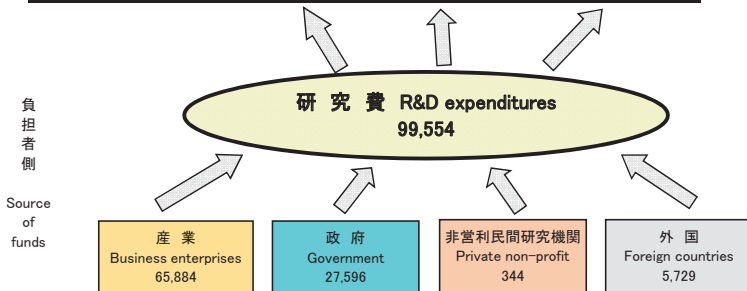 研 究 費 R&D expenditures
99,554
負担者側
Source
of
funds
産 業
Business enterprises
65,884
政 府
Government
27,596
非営利民間研究機関
Private non-profit
344
外 国
Foreign countries
5,729